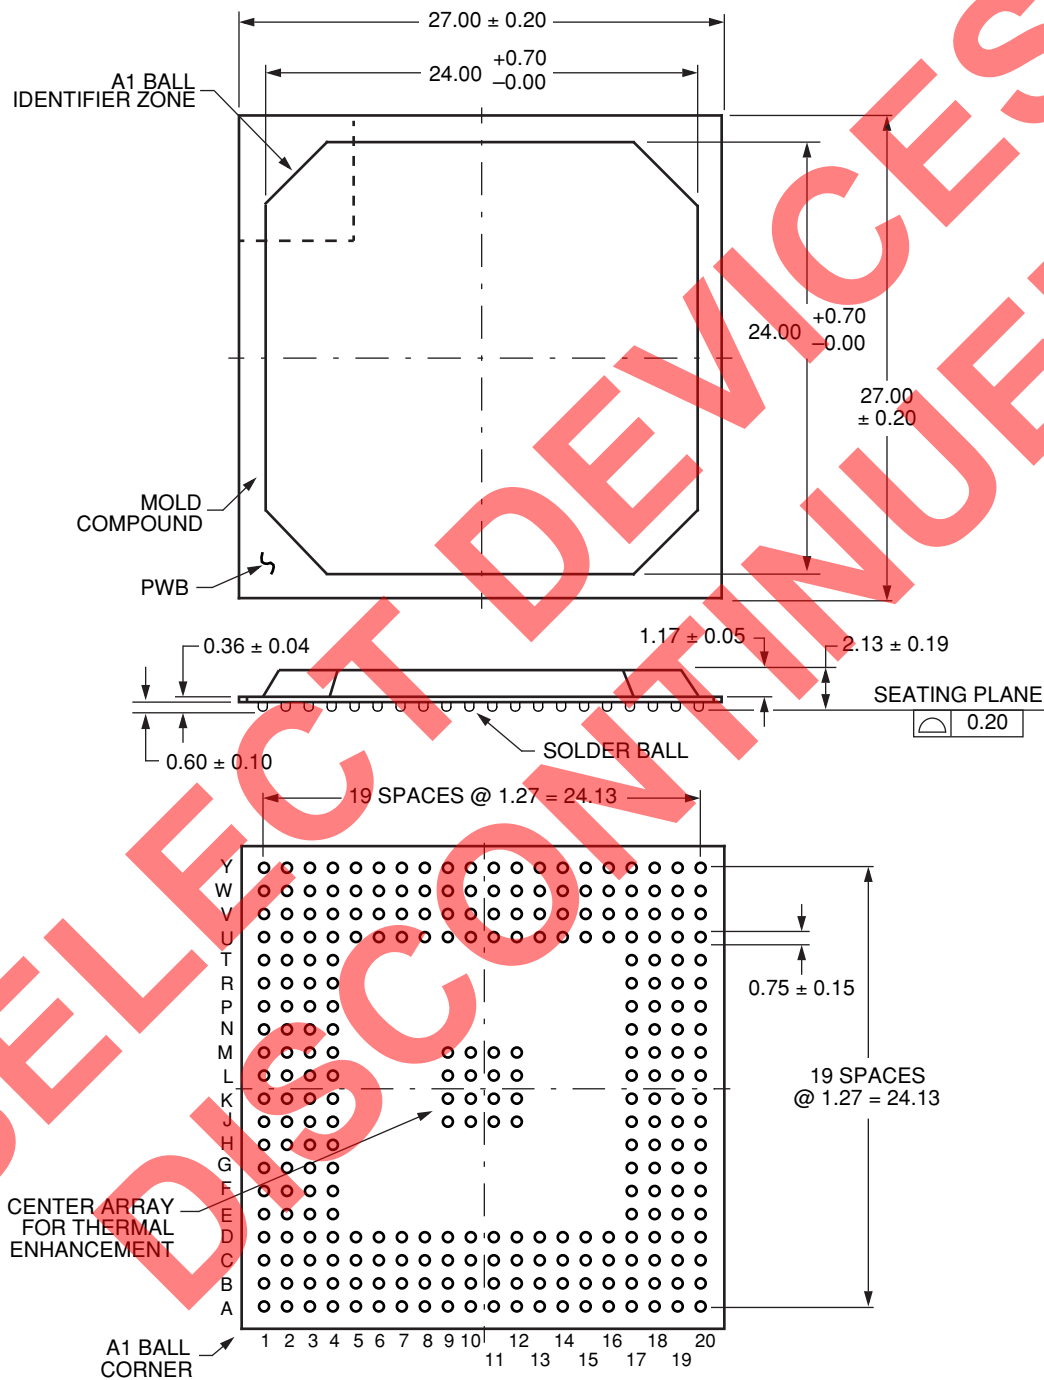 27.00 ± 0.20
+0.70
24.00
–0.00
A1 BALL
IDENTIFIER ZONE
24.00
+0.70
–0.00
27.00
± 0.20
MOLD
COMPOUND
PWB
0.36 ± 0.04
1.17 ± 0.05
2.13 ± 0.19
SEATING PLANE
0.20
SOLDER BALL
0.60 ± 0.10
19 SPACES @ 1.27 = 24.13
Y
W
V
U
T
R
P
N
M
L
K
J
H
G
F
E
D
C
B
A
0.75 ± 0.15
19 SPACES
@ 1.27 = 24.13
CENTER ARRAY
FOR THERMAL
ENHANCEMENT
1 2 3 4 5 6 7 8 9 10 12 14 16 18 20
11 13 15 17 19
A1 BALL
CORNER
SELECT DEVICES
DISCONTINUED